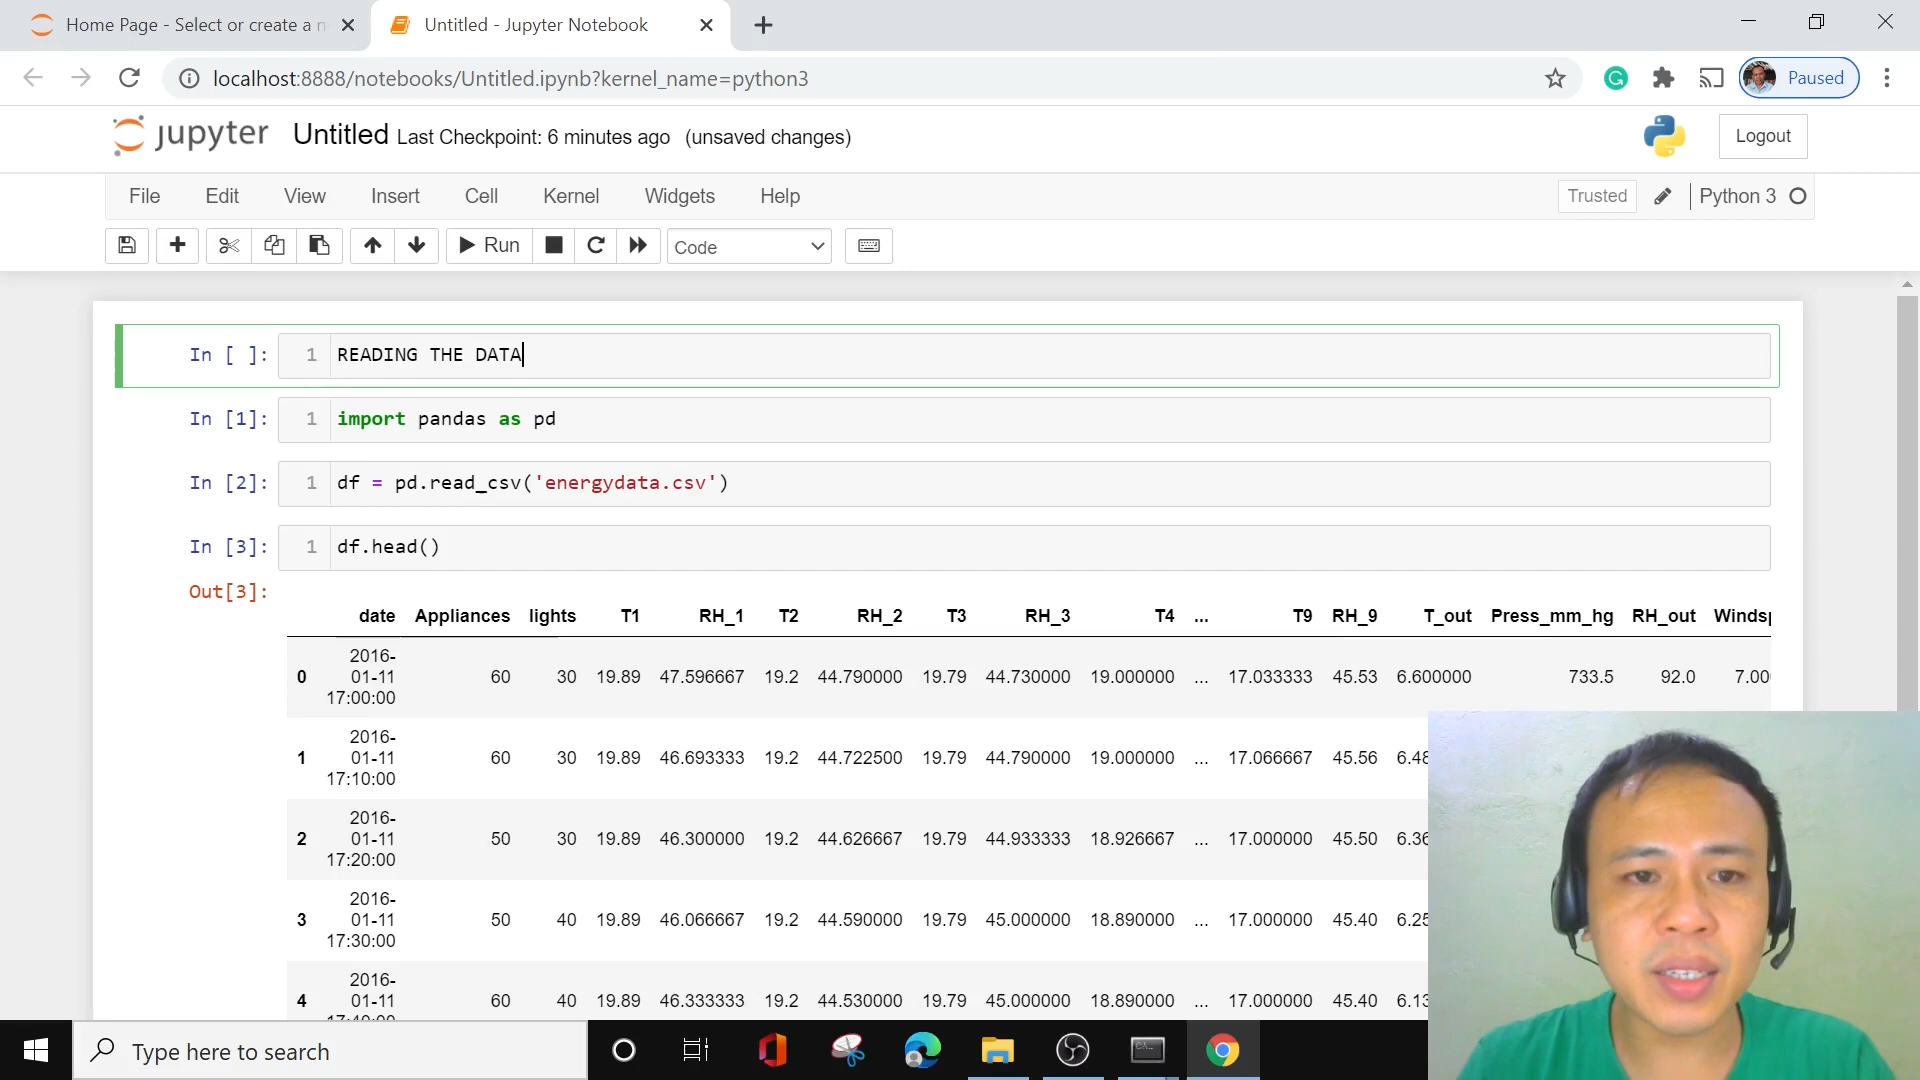 Home Page - Select or create a n
Untitled - Jupyter Notebook
localhost:8888/notebooks/Untitled.ipynb?kernel_name=python3
Paused
jupyter Untitled Last Checkpoint: 6 minutes ago (unsaved changes)
Logout
File Edit View Insert Cell Kernel Widgets Help
Trusted Python 3
Run Code
In [ ]: 1 READING THE DATA
In [1]: 1 import pandas as pd
In [2]: 1 df = pd.read_csv('energydata.csv')
In [3]: 1 df.head()
Out[3]:
date Appliances lights T1 RH_1 T2 RH_2 T3 RH_3 T4 ... T9 RH_9 T_out Press_mm_hg RH_out Windsp
0 2016-01-11 17:00:00 60 30 19.89 47.596667 19.2 44.790000 19.79 44.730000 19.000000 ... 17.033333 45.53 6.600000 733.5 92.0 7.00
1 2016-01-11 17:10:00 60 30 19.89 46.693333 19.2 44.722500 19.79 44.790000 19.000000 ... 17.066667 45.56 6.48
2 2016-01-11 17:20:00 50 30 19.89 46.300000 19.2 44.626667 19.79 44.933333 18.926667 ... 17.000000 45.50 6.36
3 2016-01-11 17:30:00 50 40 19.89 46.066667 19.2 44.590000 19.79 45.000000 18.890000 ... 17.000000 45.40 6.25
4 2016-01-11 17:40:00 60 40 19.89 46.333333 19.2 44.530000 19.79 45.000000 18.890000 ... 17.000000 45.40 6.13
Type here to search